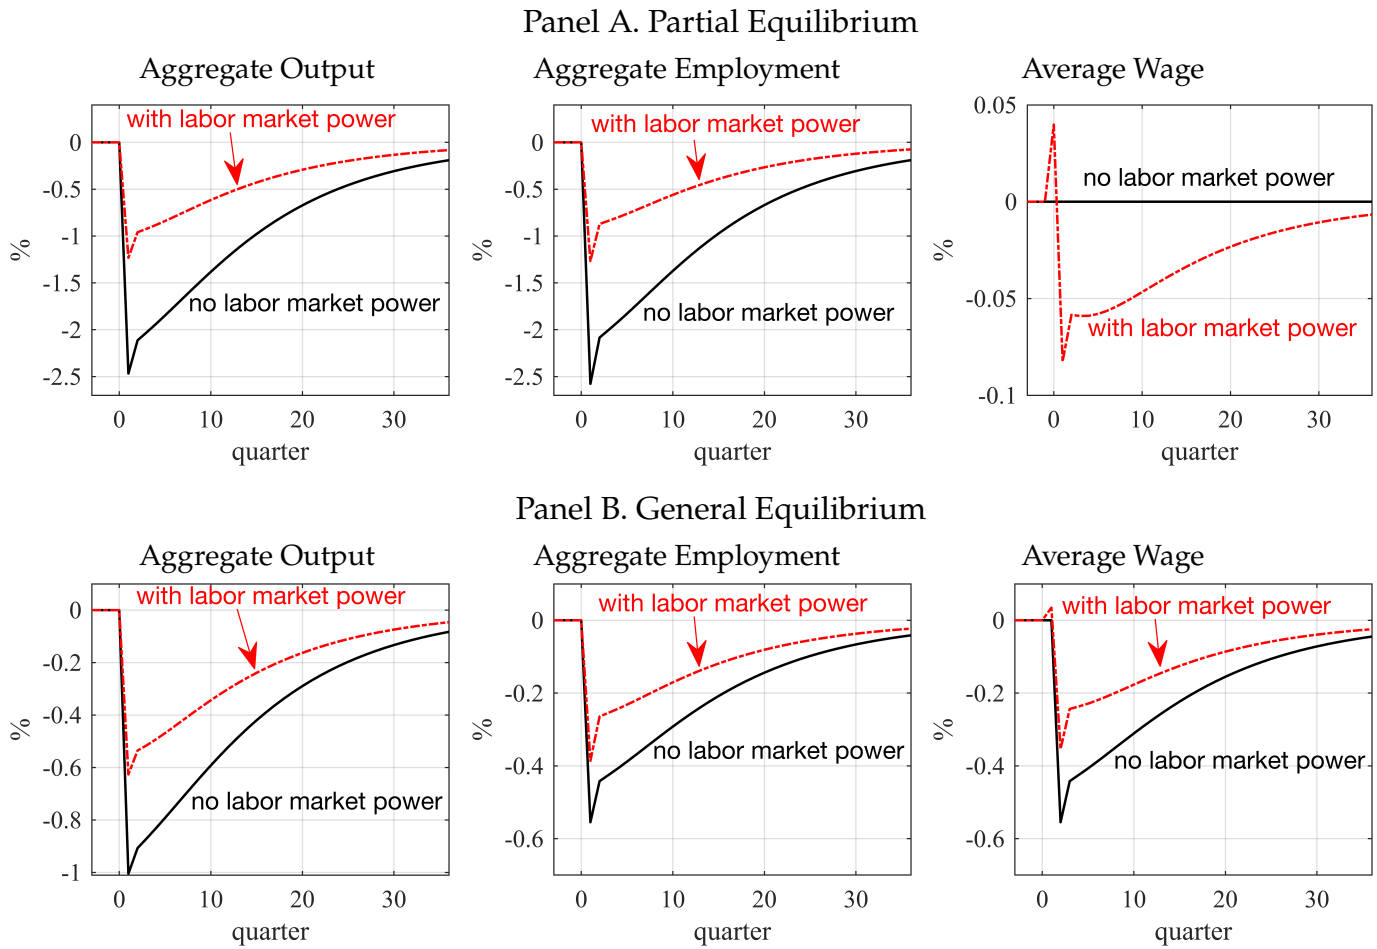 Panel A. Partial Equilibrium
Aggregate Output
Aggregate Employment
Average Wage
with labor market power
no labor market power
0
-0.5
-1
-1.5
-2
-2.5
%
0 10 20 30
quarter
with labor market power
no labor market power
0
-0.5
-1
-1.5
-2
-2.5
%
0 10 20 30
quarter
0.05
0
-0.05
-0.1
%
no labor market power
with labor market power
0 10 20 30
quarter
Panel B. General Equilibrium
Aggregate Output
Aggregate Employment
Average Wage
with labor market power
no labor market power
0
-0.2
-0.4
-0.6
-0.8
-1
%
0 10 20 30
quarter
with labor market power
no labor market power
0
-0.2
-0.4
-0.6
%
0 10 20 30
quarter
with labor market power
no labor market power
0
-0.2
-0.4
-0.6
%
0 10 20 30
quarter